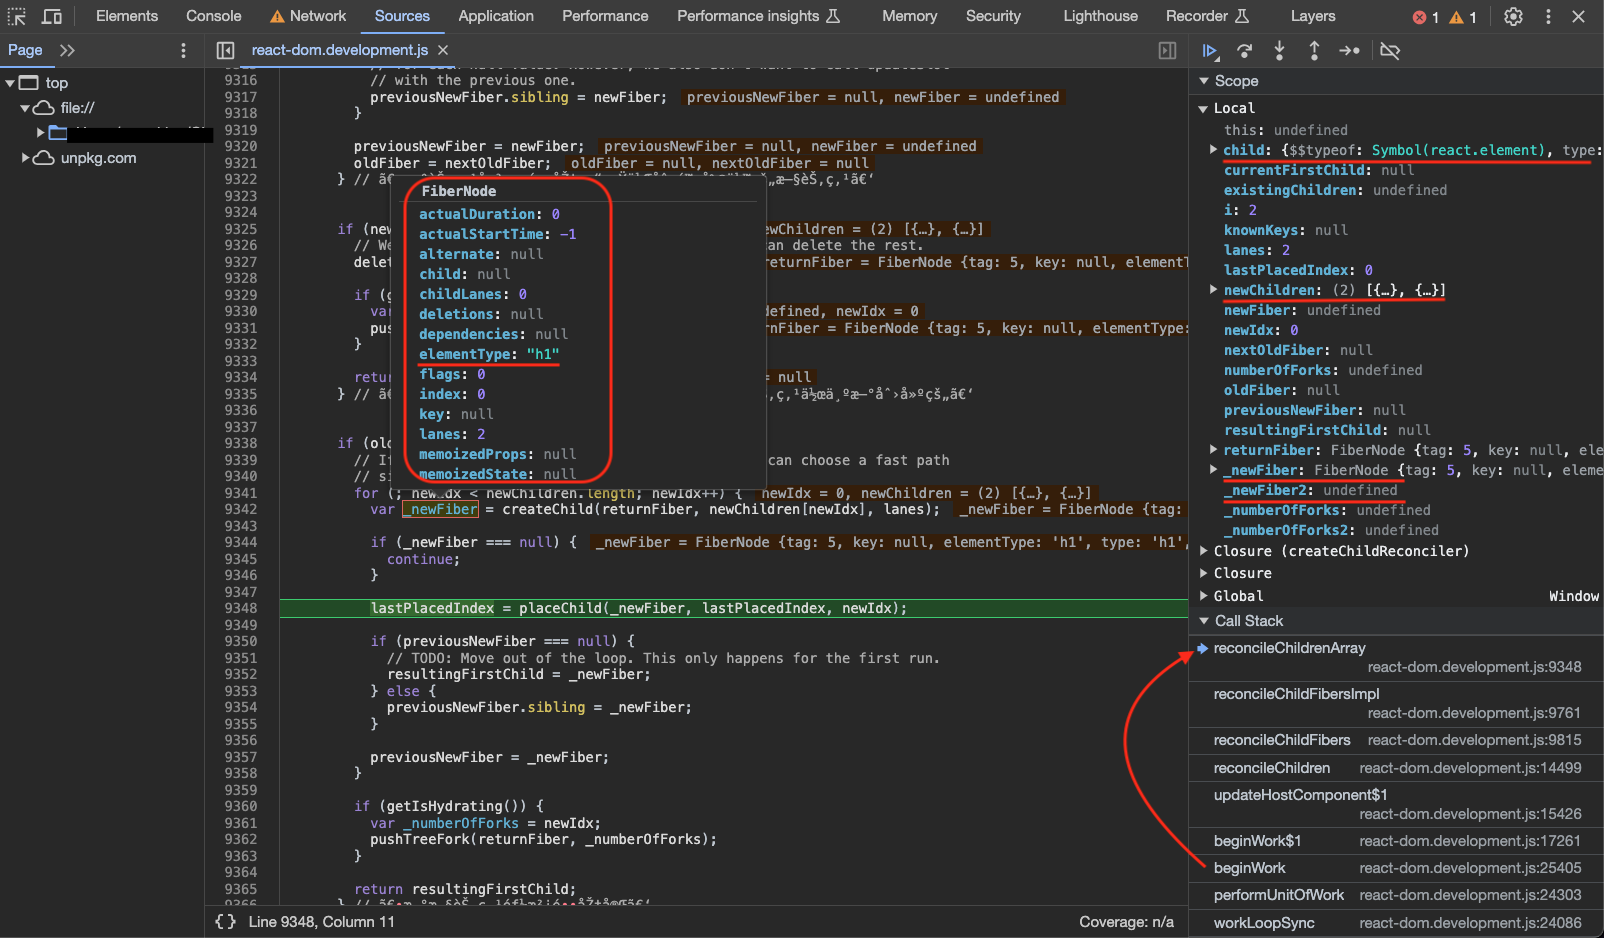 Elements Console Network Sources Application Performance Performance insights Memory Security Lighthouse Recorder Layers 1 1
Page
react-dom.development.js
top
file://
unpkg.com
9316 // with the previous one.
9317 previousNewFiber.sibling = newFiber; previousNewFiber = null, newFiber = undefined
9318 }
9319
9320 previousNewFiber = newFiber; previousNewFiber = null, newFiber = undefined
9321 oldFiber = nextOldFiber; oldFiber = null, nextOldFiber = null
9322 } //
9323
9324
9325 if (new ewChildren = (2) [{…}, {…}]
9326 // We an delete the rest.
9327 delet returnFiber = FiberNode {tag: 5, key: null, elementT
9328
9329 if (g
9330 var defined, newIdx = 0
9331 pus rnFiber = FiberNode {tag: 5, key: null, elementType:
9332 }
9333
9334 retur = null
9335 } //
9336
9337
9338 if (old
9339 // If can choose a fast path
9340 // si
9341 for (; newIdx < newChildren.length; newIdx++) { newIdx = 0, newChildren = (2) [{…}, {…}]
9342 var _newFiber = createChild(returnFiber, newChildren[newIdx], lanes); _newFiber = FiberNode {tag:
9343
9344 if (_newFiber === null) { _newFiber = FiberNode {tag: 5, key: null, elementType: 'h1', type: 'h1',
9345 continue;
9346 }
9347
9348 lastPlacedIndex = placeChild(_newFiber, lastPlacedIndex, newIdx);
9349
9350 if (previousNewFiber === null) {
9351 // TODO: Move out of the loop. This only happens for the first run.
9352 resultingFirstChild = _newFiber;
9353 } else {
9354 previousNewFiber.sibling = _newFiber;
9355 }
9356
9357 previousNewFiber = _newFiber;
9358 }
9359
9360 if (getIsHydrating()) {
9361 var _numberOfForks = newIdx;
9362 pushTreeFork(returnFiber, _numberOfForks);
9363 }
9364
9365 return resultingFirstChild;
9366 } //
FiberNode
actualDuration: 0
actualStartTime: -1
alternate: null
child: null
childLanes: 0
deletions: null
dependencies: null
elementType: "h1"
flags: 0
index: 0
key: null
lanes: 2
memoizedProps: null
memoizedState: null
{} Line 9348, Column 11
Coverage: n/a
Scope
Local
this: undefined
child: {$$typeof: Symbol(react.element), type:
currentFirstChild: null
existingChildren: undefined
i: 2
knownKeys: null
lanes: 2
lastPlacedIndex: 0
newChildren: (2) [{…}, {…}]
newFiber: undefined
newIdx: 0
nextOldFiber: null
numberOfForks: undefined
oldFiber: null
previousNewFiber: null
resultingFirstChild: null
returnFiber: FiberNode {tag: 5, key: null, ele
_newFiber: FiberNode {tag: 5, key: null, eleme
_newFiber2: undefined
_numberOfForks: undefined
_numberOfForks2: undefined
Closure (createChildReconciler)
Closure
Global Window
Call Stack
reconcileChildrenArray
react-dom.development.js:9348
reconcileChildFibersImpl
react-dom.development.js:9761
reconcileChildFibers react-dom.development.js:9815
reconcileChildren react-dom.development.js:14499
updateHostComponent$1
react-dom.development.js:15426
beginWork$1 react-dom.development.js:17261
beginWork react-dom.development.js:25405
performUnitOfWork react-dom.development.js:24303
workLoopSync react-dom.development.js:24086